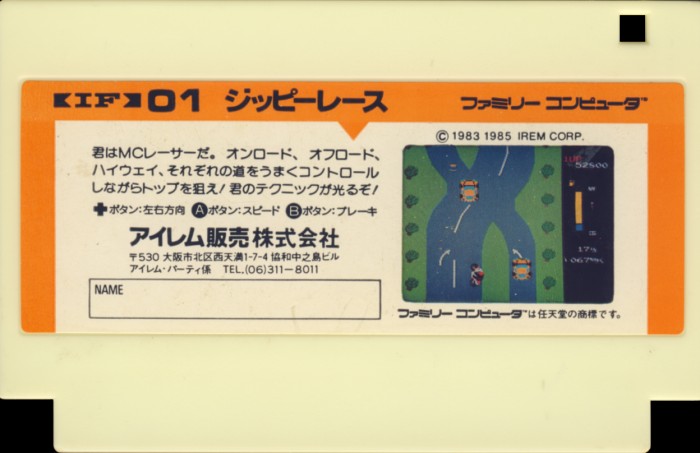 IF 01 ジッピーレース ファミリー コンピュータ™
© 1983 1985 IREM CORP.
君はMCレーサーだ。オンロード、オフロード、
ハイウェイ、それぞれの道をうまくコントロール
しながらトップを狙え!君のテクニックが光るぞ!
✚ボタン:左右方向 Ⓐボタン:スピード Ⓑボタン:ブレーキ
アイレム販売株式会社
〒530 大阪市北区西天満1-7-4 協和中之島ビル
アイレム・パーティ係 TEL.(06)311-8011
NAME
1UP
52500
17%
ファミリー コンピュータ™は任天堂の商標です。